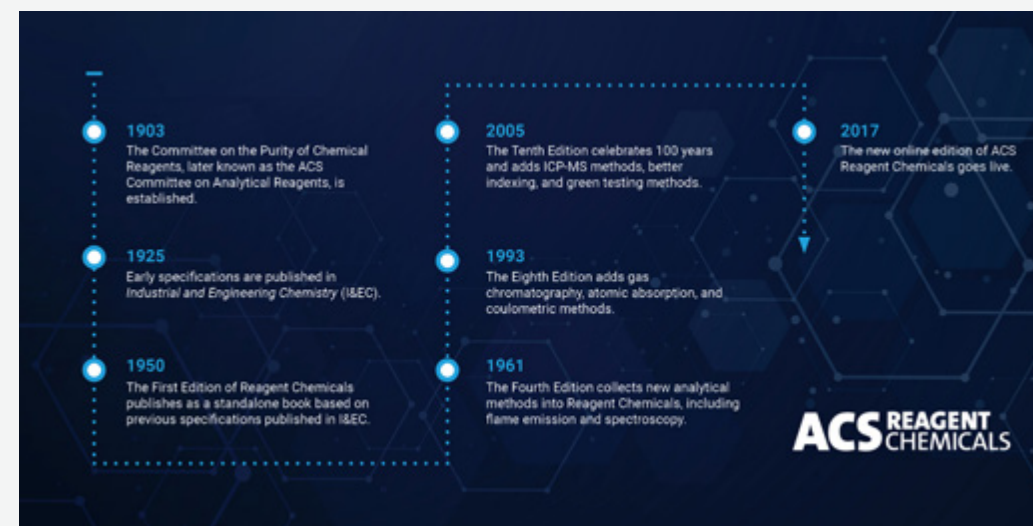 1903
The Committee on the Purity of Chemical
Reagents, later known as the ACS
Committee on Analytical Reagents, is
established.
1925
Early specifications are published in
Industrial and Engineering Chemistry (I&EC).
1950
The First Edition of Reagent Chemicals
publishes as a standalone book based on
previous specifications published in I&EC.
1961
The Fourth Edition collects new analytical
methods into Reagent Chemicals, including
flame emission and spectroscopy.
1993
The Eighth Edition adds gas
chromatography, atomic absorption, and
coulometric methods.
2005
The Tenth Edition celebrates 100 years
and adds ICP-MS methods, better
indexing, and green testing methods.
2017
The new online edition of ACS
Reagent Chemicals goes live.
ACS REAGENT
CHEMICALS